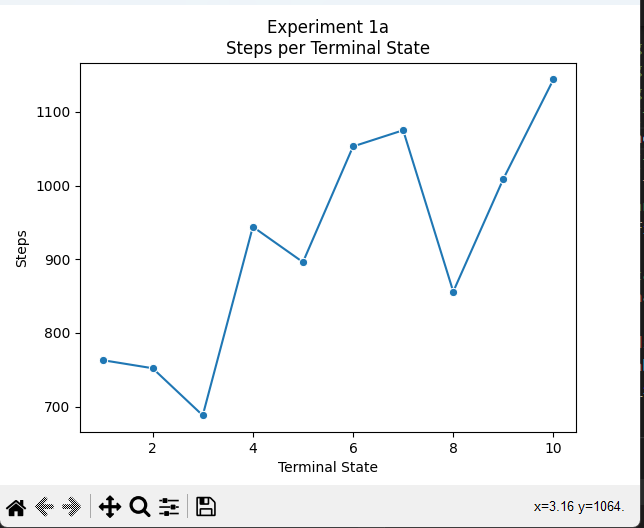 Experiment 1a
Steps per Terminal State
1100
1000
900
800
700
Steps
2 4 6 8 10
Terminal State
x=3.16 y=1064.